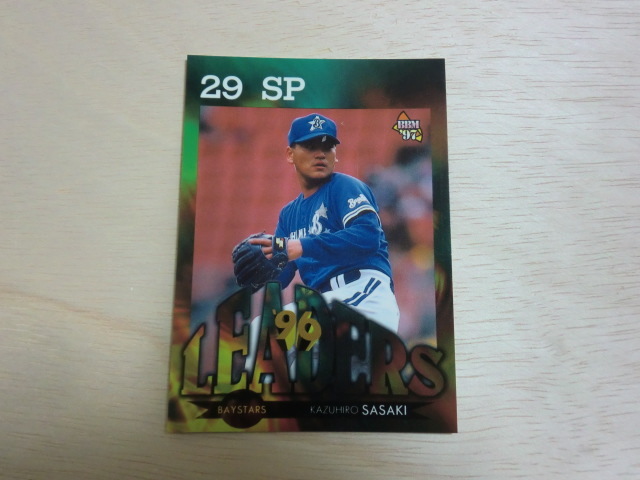 29 SP
BBM
'97
'96
LEADERS
BAYSTARS KAZUHIRO SASAKI